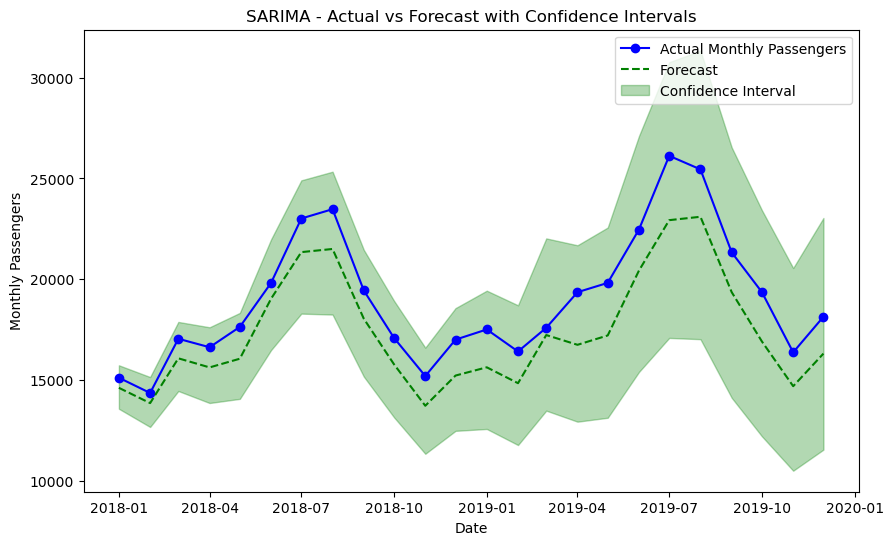 SARIMA - Actual vs Forecast with Confidence Intervals
Actual Monthly Passengers
Forecast
Confidence Interval
Monthly Passengers
30000
25000
20000
15000
10000
2018-01
2018-04
2018-07
2018-10
2019-01
2019-04
2019-07
2019-10
2020-01
Date